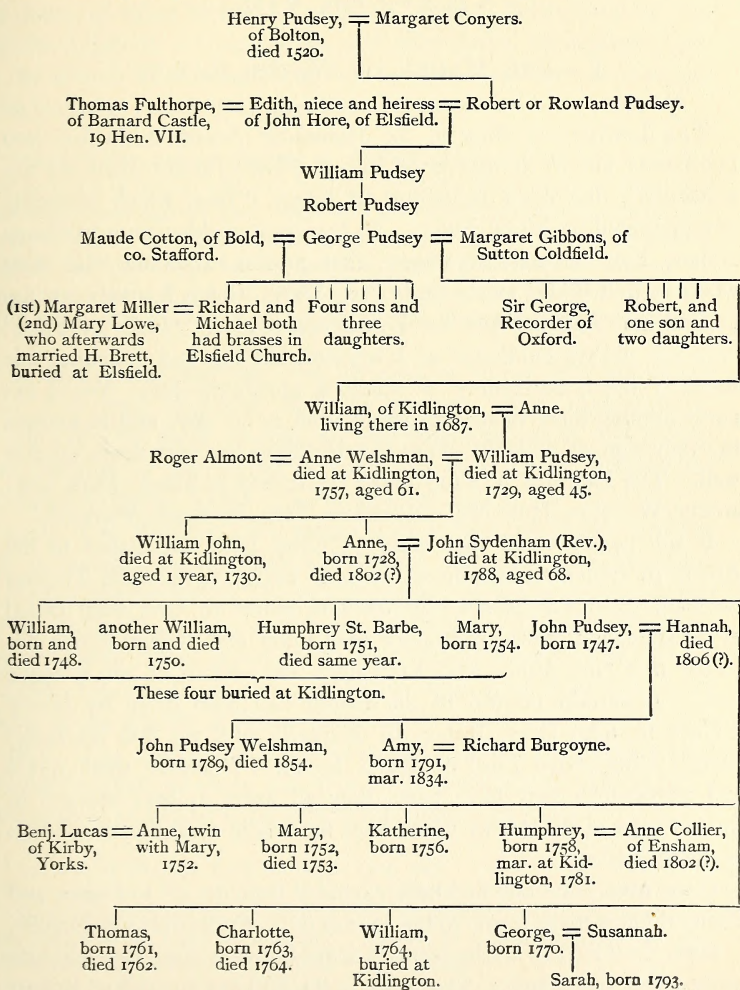 Henry Pudsey, = Margaret Conyers.
of Bolton,
died 1520.
Thomas Fulthorpe, = Edith, niece and heiress = Robert or Rowland Pudsey.
of Barnard Castle, of John Hore, of Elsfield.
19 Hen. VII.
William Pudsey
Robert Pudsey
Maude Cotton, of Bold, = George Pudsey = Margaret Gibbons, of
co. Stafford. Sutton Coldfield.
(1st) Margaret Miller = Richard and Four sons and Sir George, Robert, and
(2nd) Mary Lowe, Michael both three Recorder of one son and
who afterwards had brasses in daughters. Oxford. two daughters.
married H. Brett, Elsfield Church.
buried at Elsfield.
William, of Kidlington, = Anne.
living there in 1687.
Roger Almont = Anne Welshman, = William Pudsey,
died at Kidlington, died at Kidlington,
1757, aged 61. 1729, aged 45.
William John, Anne, = John Sydenham (Rev.),
died at Kidlington, born 1728, died at Kidlington,
aged 1 year, 1730. died 1802(?) 1788, aged 68.
William, another William, Humphrey St. Barbe, Mary, John Pudsey, = Hannah,
born and born and died born 1751, born 1754. born 1747. died
died 1748. 1750. died same year. 1806(?).
These four buried at Kidlington.
John Pudsey Welshman, Amy, = Richard Burgoyne.
born 1789, died 1854. born 1791,
mar. 1834.
Benj. Lucas = Anne, twin Mary, Katherine, Humphrey, = Anne Collier,
of Kirby, with Mary, born 1752, born 1756. born 1758, of Ensham,
Yorks. 1752. died 1753. mar. at Kid- died 1802(?).
lington, 1781.
Thomas, Charlotte, William, George, = Susannah.
born 1761, born 1763, 1764, born 1770.
died 1762. died 1764. buried at
Kidlington. Sarah, born 1793.